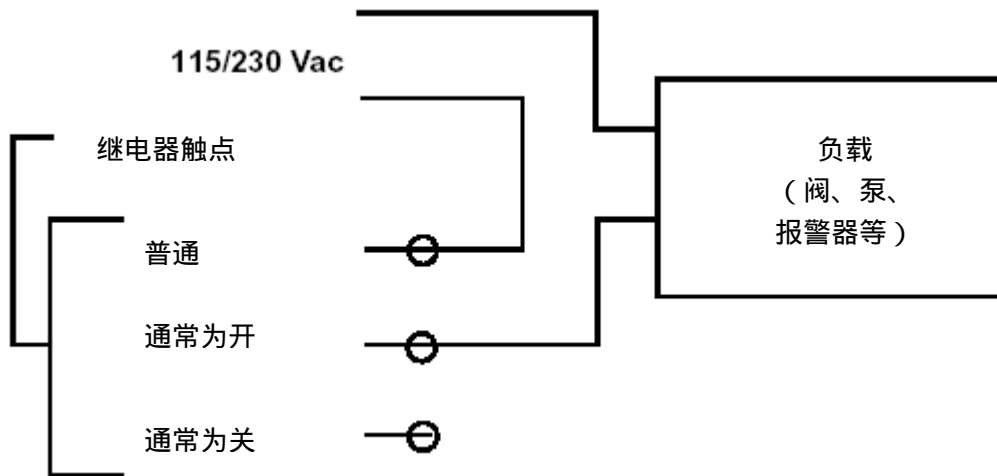 115/230 Vac
继电器触点
普通
通常为开
通常为关
负载
（阀、泵、
报警器等）